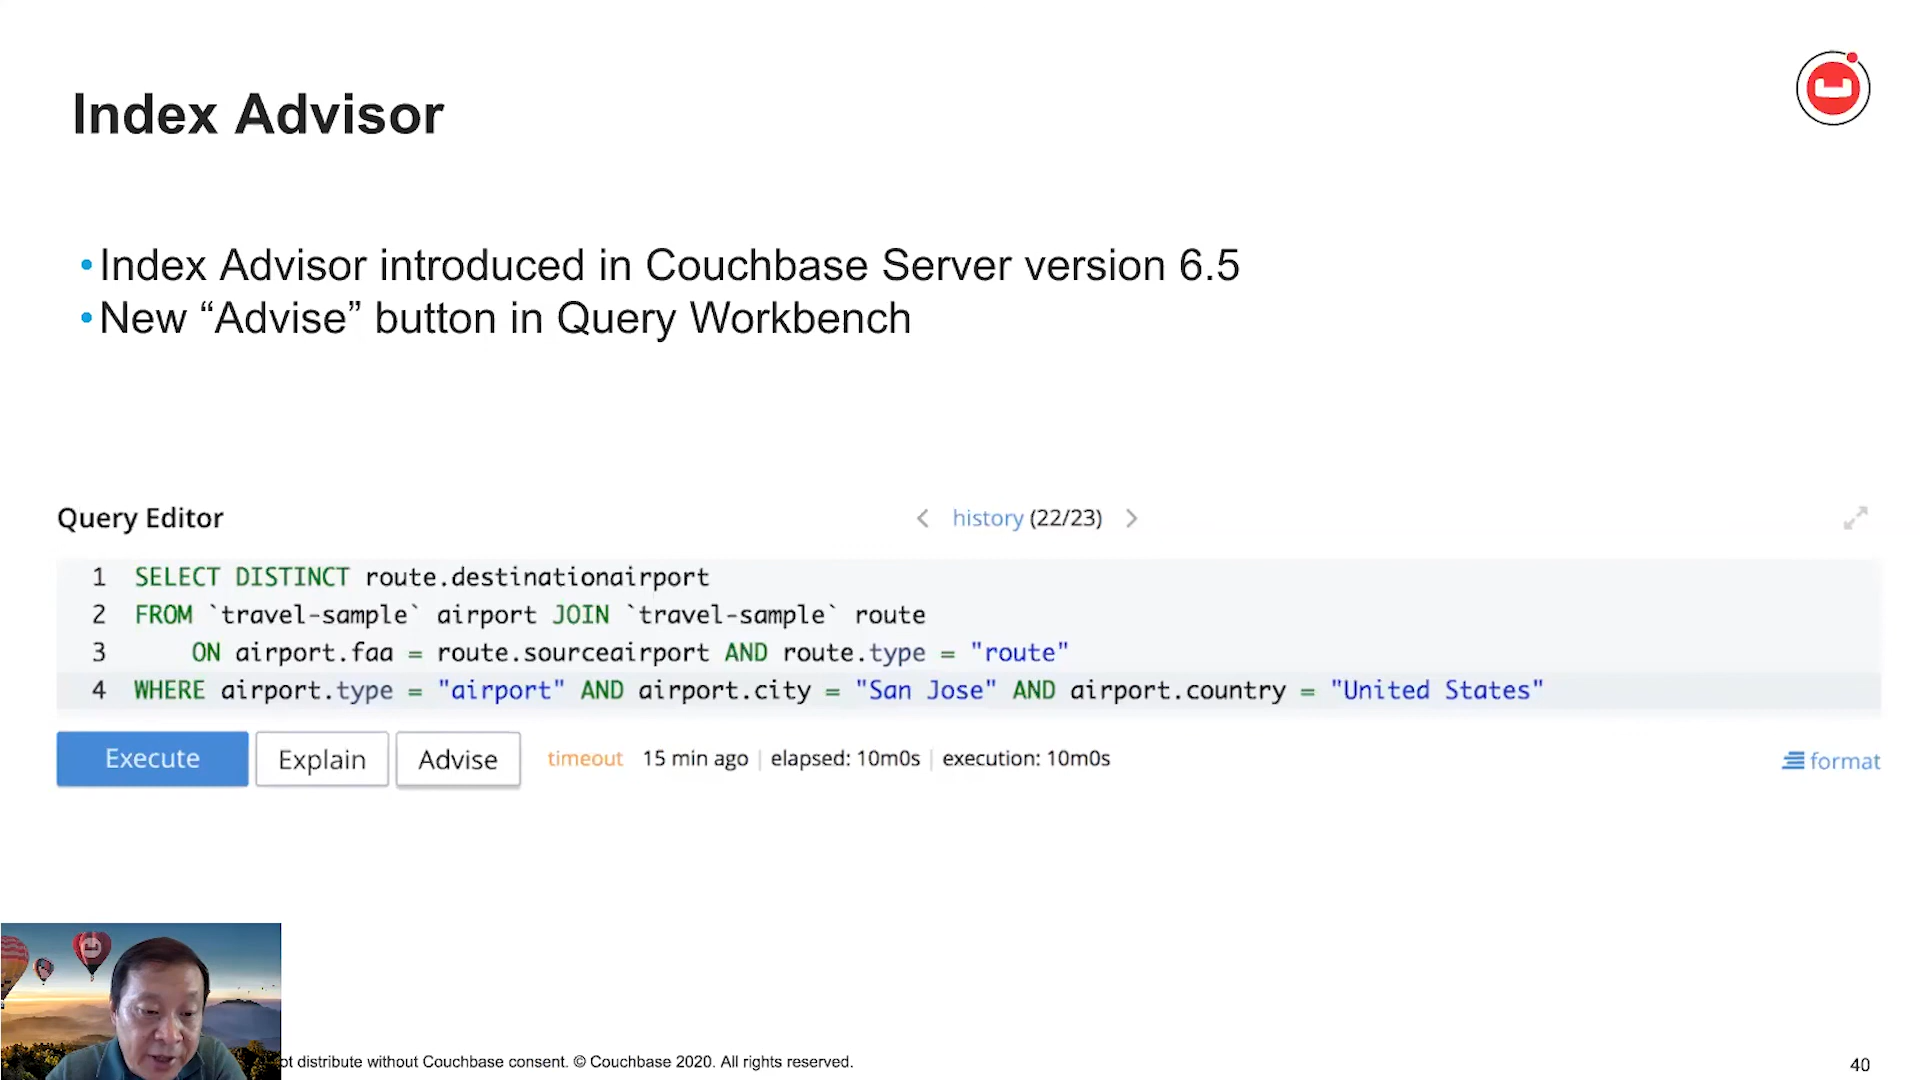 Index Advisor
•Index Advisor introduced in Couchbase Server version 6.5
•New “Advise” button in Query Workbench
Query Editor
history (22/23)
1 SELECT DISTINCT route.destinationairport
2 FROM `travel-sample` airport JOIN `travel-sample` route
3 ON airport.faa = route.sourceairport AND route.type = "route"
4 WHERE airport.type = "airport" AND airport.city = "San Jose" AND airport.country = "United States"
Execute Explain Advise timeout 15 min ago | elapsed: 10m0s | execution: 10m0s format
distribute without Couchbase consent. © Couchbase 2020. All rights reserved.
40